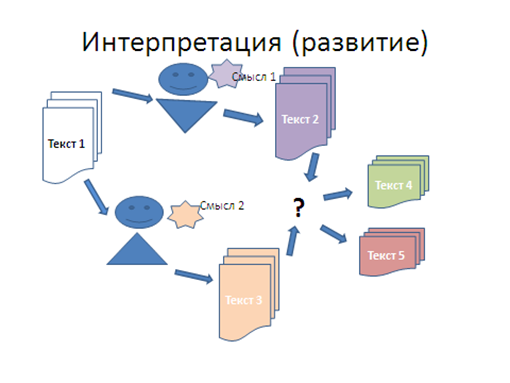 Интерпретация (развитие)
Смысл 1
Текст 1
Текст 2
Текст 4
Смысл 2
?
Текст 5
Текст 3